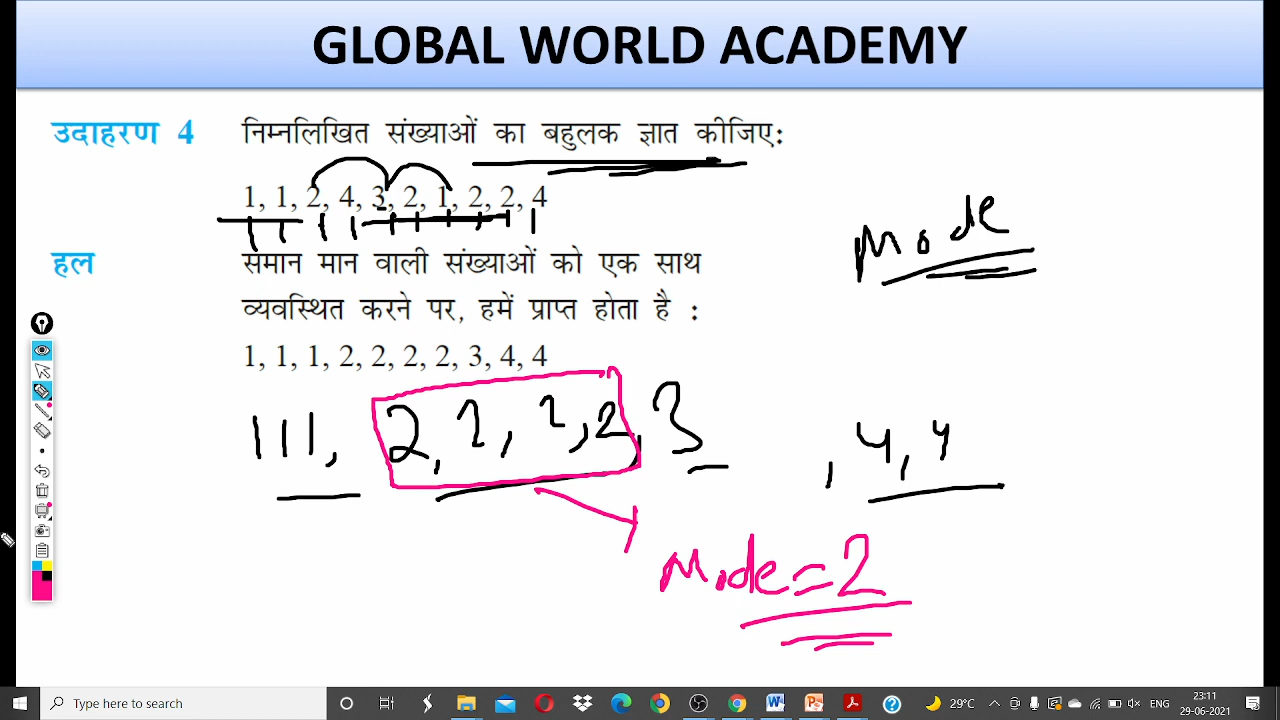 GLOBAL WORLD ACADEMY
उदाहरण 4 निम्नलिखित संख्याओं का बहुलक ज्ञात कीजिए:
1, 1, 2, 4, 3, 2, 1, 2, 2, 4
Mode
हल समान मान वाली संख्याओं को एक साथ
व्यवस्थित करने पर, हमें प्राप्त होता है :
1, 1, 1, 2, 2, 2, 2, 3, 4, 4
111, 2, 2, 2, 2, 3, 4, 4
Mode = 2
Type here to search
29°C ENG 23:11
29-06-2021